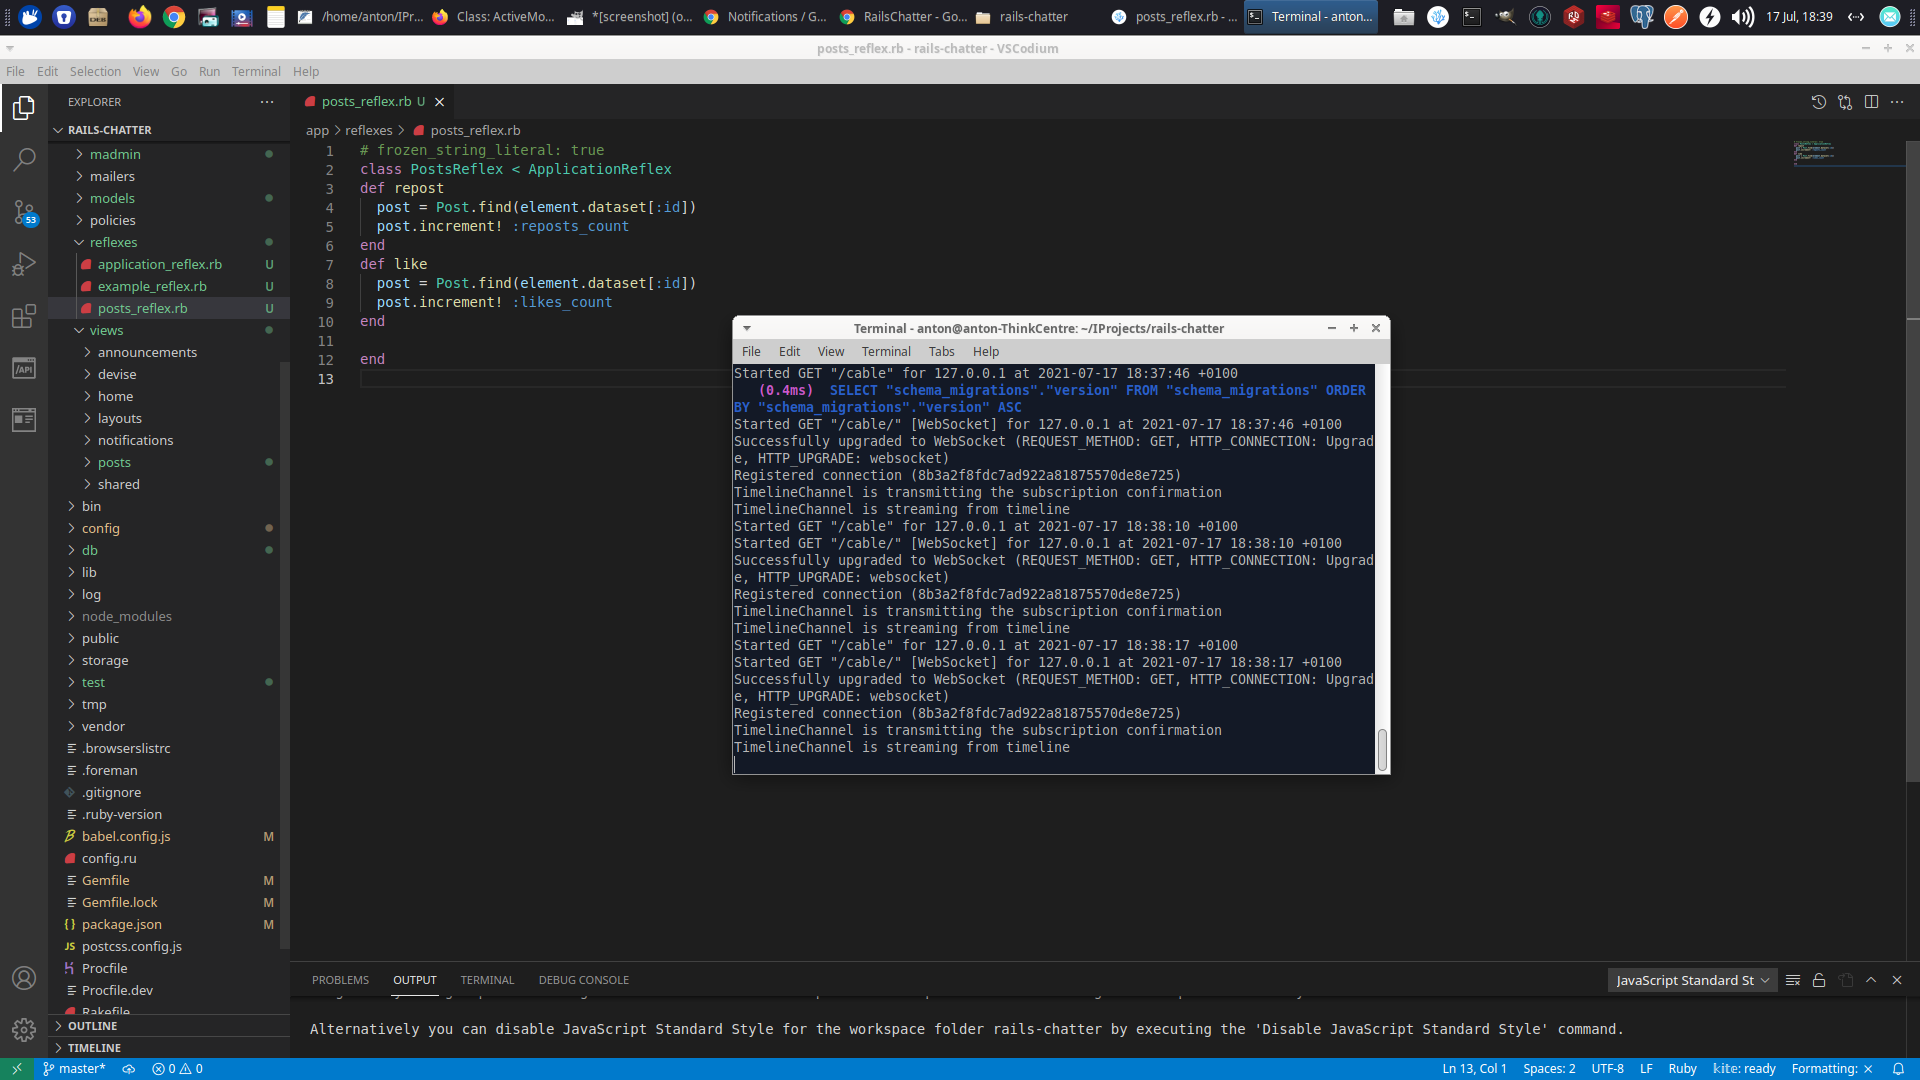 DEB
/home/anton/IPr...
Class: ActiveMo...
*[screenshot] (o...
Notifications / G...
RailsChatter - Go...
rails-chatter
posts_reflex.rb - ...
Terminal - anton...
17 Jul, 18:39
posts_reflex.rb - rails-chatter - VSCodium
File Edit Selection View Go Run Terminal Help
EXPLORER
RAILS-CHATTER
madmin
mailers
models
policies
reflexes
application_reflex.rb U
example_reflex.rb U
posts_reflex.rb U
views
announcements
devise
home
layouts
notifications
posts
shared
bin
config
db
lib
log
node_modules
public
storage
test
tmp
vendor
.browserslistrc
.foreman
.gitignore
.ruby-version
babel.config.js M
config.ru
Gemfile M
Gemfile.lock M
package.json M
JS postcss.config.js
Procfile
Procfile.dev
Rakefile
OUTLINE
TIMELINE
53
/API
posts_reflex.rb U
app > reflexes > posts_reflex.rb
1 # frozen_string_literal: true
2 class PostsReflex < ApplicationReflex
3 def repost
4 post = Post.find(element.dataset[:id])
5 post.increment! :reposts_count
6 end
7 def like
8 post = Post.find(element.dataset[:id])
9 post.increment! :likes_count
10 end
11
12 end
13
Terminal - anton@anton-ThinkCentre: ~/IProjects/rails-chatter
File Edit View Terminal Tabs Help
Started GET "/cable" for 127.0.0.1 at 2021-07-17 18:37:46 +0100
(0.4ms) SELECT "schema_migrations"."version" FROM "schema_migrations" ORDER
BY "schema_migrations"."version" ASC
Started GET "/cable/" [WebSocket] for 127.0.0.1 at 2021-07-17 18:37:46 +0100
Successfully upgraded to WebSocket (REQUEST_METHOD: GET, HTTP_CONNECTION: Upgrad
e, HTTP_UPGRADE: websocket)
Registered connection (8b3a2f8fdc7ad922a81875570de8e725)
TimelineChannel is transmitting the subscription confirmation
TimelineChannel is streaming from timeline
Started GET "/cable" for 127.0.0.1 at 2021-07-17 18:38:10 +0100
Started GET "/cable/" [WebSocket] for 127.0.0.1 at 2021-07-17 18:38:10 +0100
Successfully upgraded to WebSocket (REQUEST_METHOD: GET, HTTP_CONNECTION: Upgrad
e, HTTP_UPGRADE: websocket)
Registered connection (8b3a2f8fdc7ad922a81875570de8e725)
TimelineChannel is transmitting the subscription confirmation
TimelineChannel is streaming from timeline
Started GET "/cable" for 127.0.0.1 at 2021-07-17 18:38:17 +0100
Started GET "/cable/" [WebSocket] for 127.0.0.1 at 2021-07-17 18:38:17 +0100
Successfully upgraded to WebSocket (REQUEST_METHOD: GET, HTTP_CONNECTION: Upgrad
e, HTTP_UPGRADE: websocket)
Registered connection (8b3a2f8fdc7ad922a81875570de8e725)
TimelineChannel is transmitting the subscription confirmation
TimelineChannel is streaming from timeline
PROBLEMS OUTPUT TERMINAL DEBUG CONSOLE
JavaScript Standard St
Alternatively you can disable JavaScript Standard Style for the workspace folder rails-chatter by executing the 'Disable JavaScript Standard Style' command.
master* 0 0
Ln 13, Col 1 Spaces: 2 UTF-8 LF Ruby kite: ready Formatting: ×